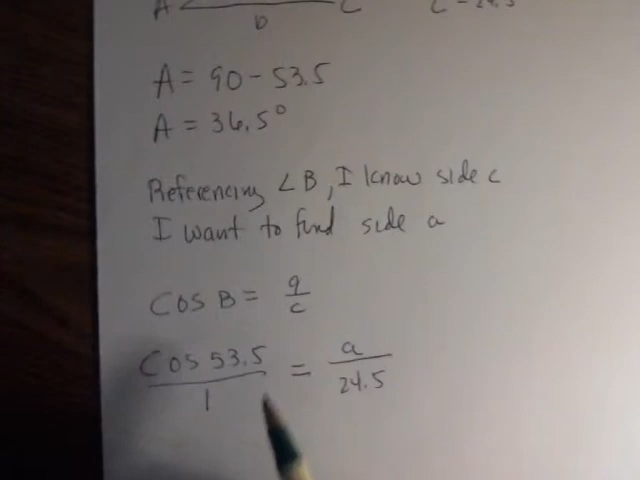 A C
b
A = 90 - 53.5
A = 36.5°
Referencing ∠B, I know side c
I want to find side a
COS B = a/c
Cos 53.5/1 = a/24.5